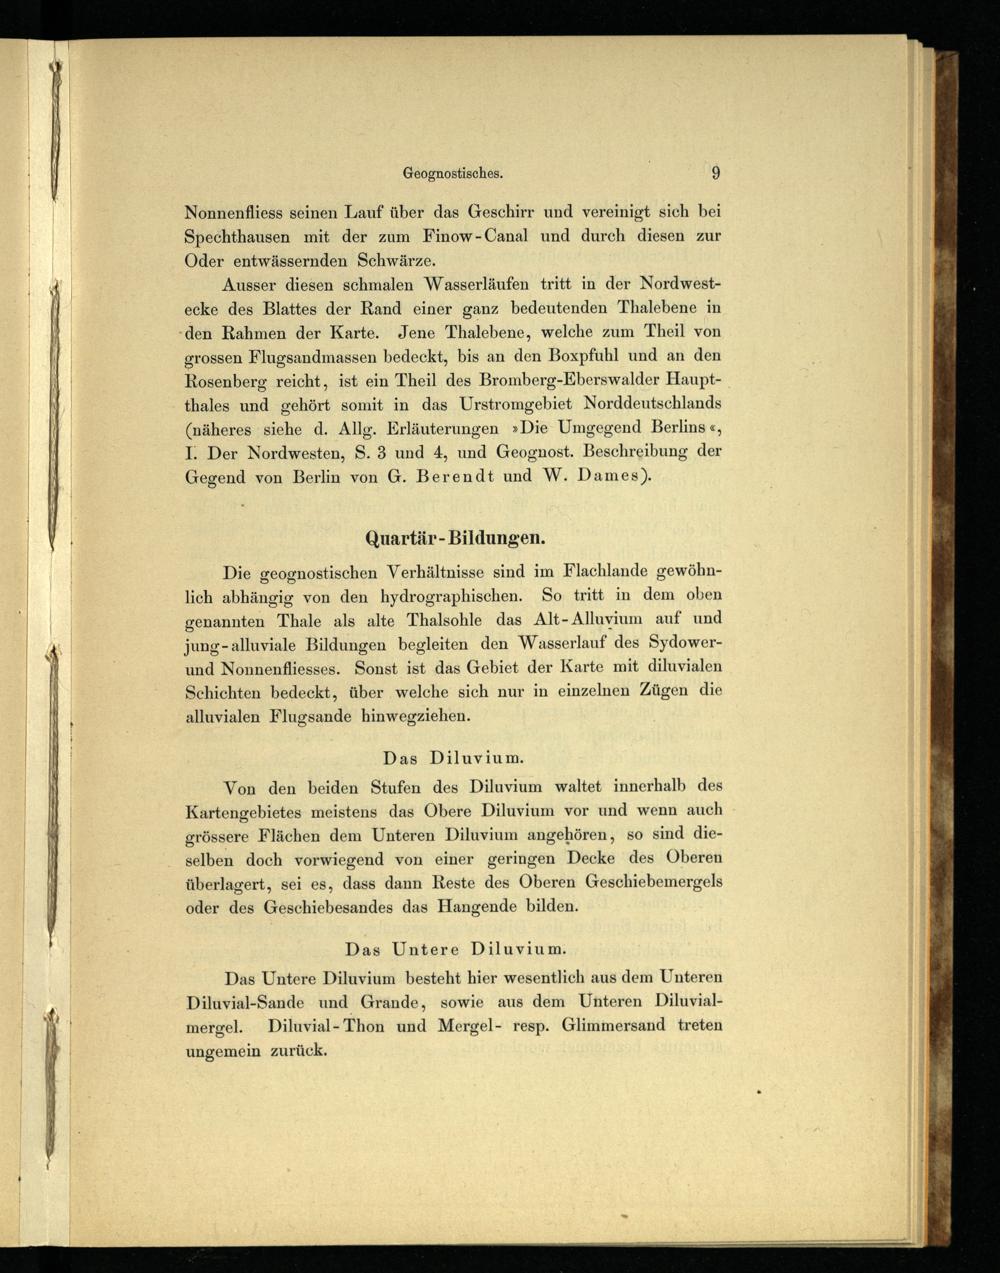 Geognostisches. 9
Nonnenfliess seinen Lauf über das Geschirr und vereinigt sich bei
Spechthausen mit der zum Finow-Canal und durch diesen zur
Oder entwässernden Schwärze.
Ausser diesen schmalen Wasserläufen tritt in der Nordwest-
ecke des Blattes der Rand einer ganz bedeutenden Thalebene in
den Rahmen der Karte. Jene Thalebene, welche zum Theil von
grossen Flugsandmassen bedeckt, bis an den Boxpfuhl und an den
Rosenberg reicht, ist ein Theil des Bromberg-Eberswalder Haupt-
thales und gehört somit in das Urstromgebiet Norddeutschlands
(näheres siehe d. Allg. Erläuterungen »Die Umgegend Berlins«,
I. Der Nordwesten, S. 3 und 4, und Geognost. Beschreibung der
Gegend von Berlin von G. Berendt und W. Dames).
Quartär-Bildungen.
Die geognostischen Verhältnisse sind im Flachlande gewöhn-
lich abhängig von den hydrographischen. So tritt in dem oben
genannten Thale als alte Thalsohle das Alt-Alluvium auf und
jung-alluviale Bildungen begleiten den Wasserlauf des Sydower-
und Nonnenfliesses. Sonst ist das Gebiet der Karte mit diluvialen
Schichten bedeckt, über welche sich nur in einzelnen Zügen die
alluvialen Flugsande hinwegziehen.
Das Diluvium.
Von den beiden Stufen des Diluvium waltet innerhalb des
Kartengebietes meistens das Obere Diluvium vor und wenn auch
grössere Flächen dem Unteren Diluvium angehören, so sind die-
selben doch vorwiegend von einer geringen Decke des Oberen
überlagert, sei es, dass dann Reste des Oberen Geschiebemergels
oder des Geschiebesandes das Hangende bilden.
Das Untere Diluvium.
Das Untere Diluvium besteht hier wesentlich aus dem Unteren
Diluvial-Sande und Grande, sowie aus dem Unteren Diluvial-
mergel. Diluvial-Thon und Mergel- resp. Glimmersand treten
ungemein zurück.